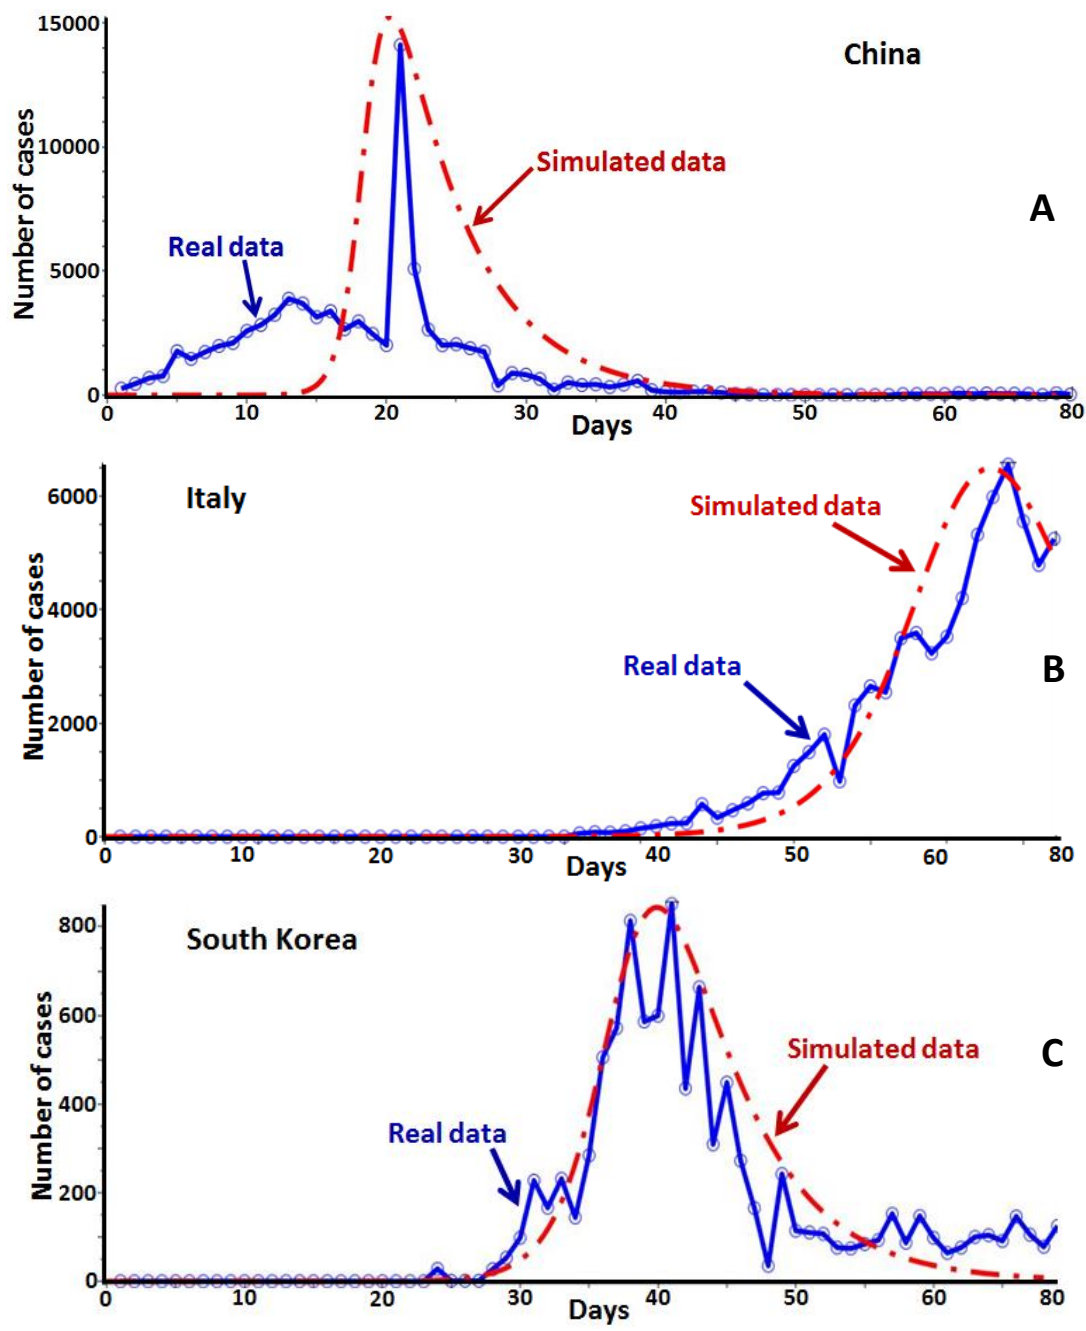 15000
China
Number of cases
10000
Simulated data
A
Real data
5000
0
0 10 20 30 40 50 60 80
Days
Italy
6000
Simulated data
Number of cases
4000
Real data
B
2000
0
0 10 20 30 40 50 60 80
Days
800
South Korea
Number of cases
600
Simulated data
C
400
Real data
200
0
0 10 20 30 40 50 60 80
Days